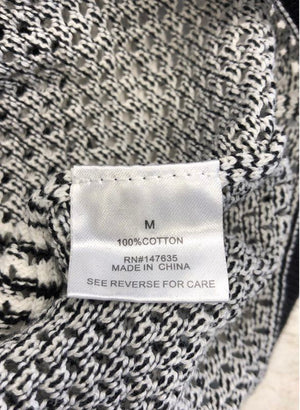 M
100%COTTON
RN#147635
MADE IN CHINA
SEE REVERSE FOR CARE